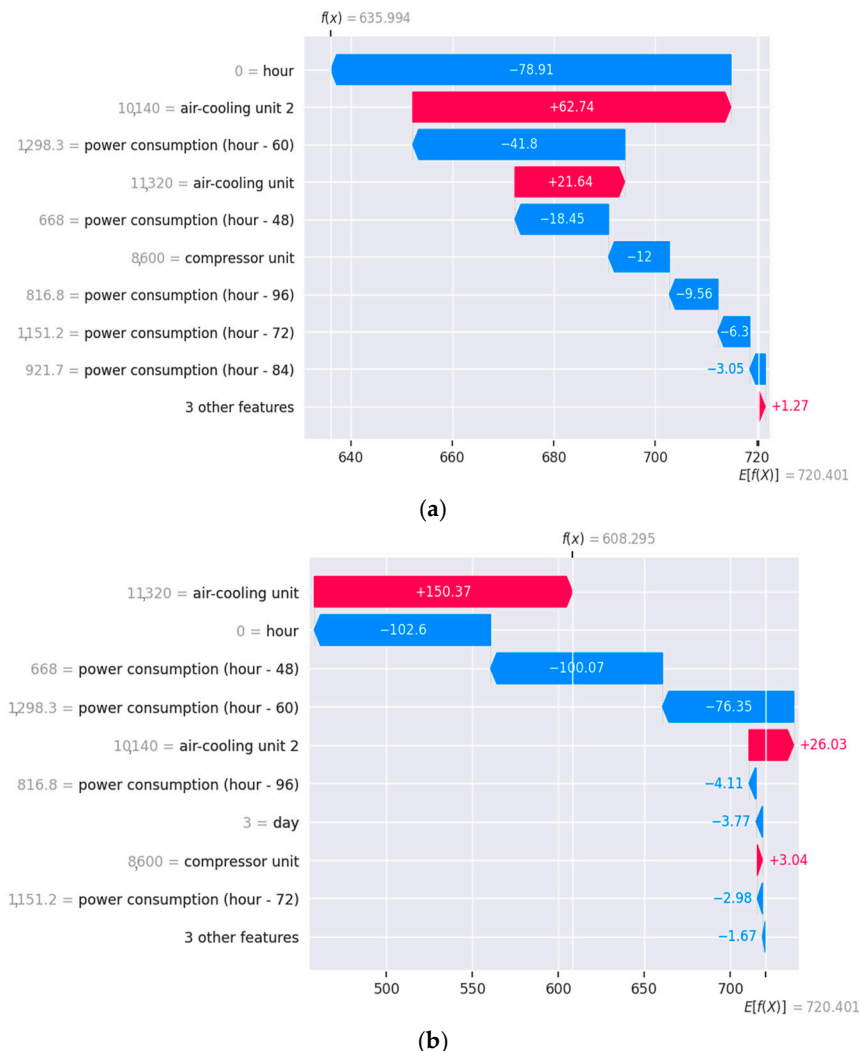 f(x) = 635.994
0 = hour
−78.91
10,140 = air-cooling unit 2
+62.74
1,298.3 = power consumption (hour - 60)
−41.8
11,320 = air-cooling unit
+21.64
668 = power consumption (hour - 48)
−18.45
8,600 = compressor unit
−12
816.8 = power consumption (hour - 96)
−9.56
1,151.2 = power consumption (hour - 72)
−6.3
921.7 = power consumption (hour - 84)
−3.05
3 other features
+1.27
640 660 680 700 720
E[f(X)] = 720.401
(a)
f(x) = 608.295
11,320 = air-cooling unit
+150.37
0 = hour
−102.6
668 = power consumption (hour - 48)
−100.07
1,298.3 = power consumption (hour - 60)
−76.35
10,140 = air-cooling unit 2
+26.03
816.8 = power consumption (hour - 96)
−4.11
3 = day
−3.77
8,600 = compressor unit
+3.04
1,151.2 = power consumption (hour - 72)
−2.98
3 other features
−1.67
500 550 600 650 700
E[f(X)] = 720.401
(b)